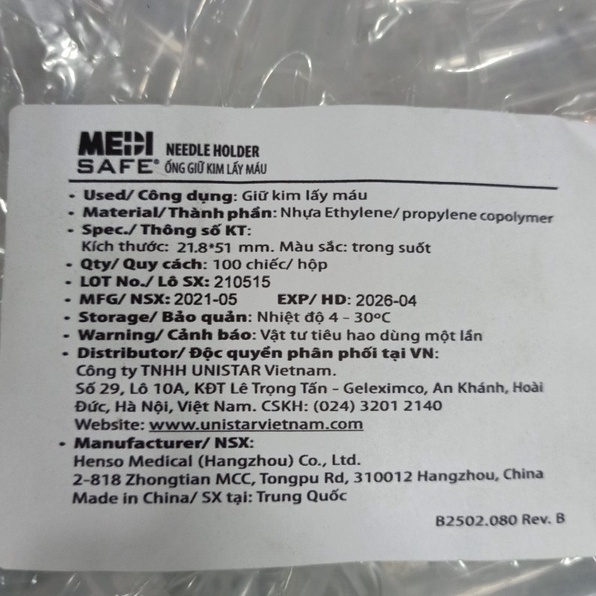 MEDI SAFE® NEEDLE HOLDER
ỐNG GIỮ KIM LẤY MÁU
• Used/ Công dụng: Giữ kim lấy máu
• Material/ Thành phần: Nhựa Ethylene/ propylene copolymer
• Spec./ Thông số KT:
Kích thước: 21.8*51 mm. Màu sắc: trong suốt
• Qty/ Quy cách: 100 chiếc/ hộp
• LOT No./ Lô SX: 210515
• MFG/ NSX: 2021-05 EXP/ HD: 2026-04
• Storage/ Bảo quản: Nhiệt độ 4 - 30ºC
• Warning/ Cảnh báo: Vật tư tiêu hao dùng một lần
• Distributor/ Độc quyền phân phối tại VN:
Công ty TNHH UNISTAR Vietnam.
Số 29, Lô 10A, KĐT Lê Trọng Tấn - Geleximco, An Khánh, Hoài
Đức, Hà Nội, Việt Nam. CSKH: (024) 3201 2140
Website: www.unistarvietnam.com
• Manufacturer/ NSX:
Henso Medical (Hangzhou) Co., Ltd.
2-818 Zhongtian MCC, Tongpu Rd, 310012 Hangzhou, China
Made in China/ SX tại: Trung Quốc
B2502.080 Rev. B